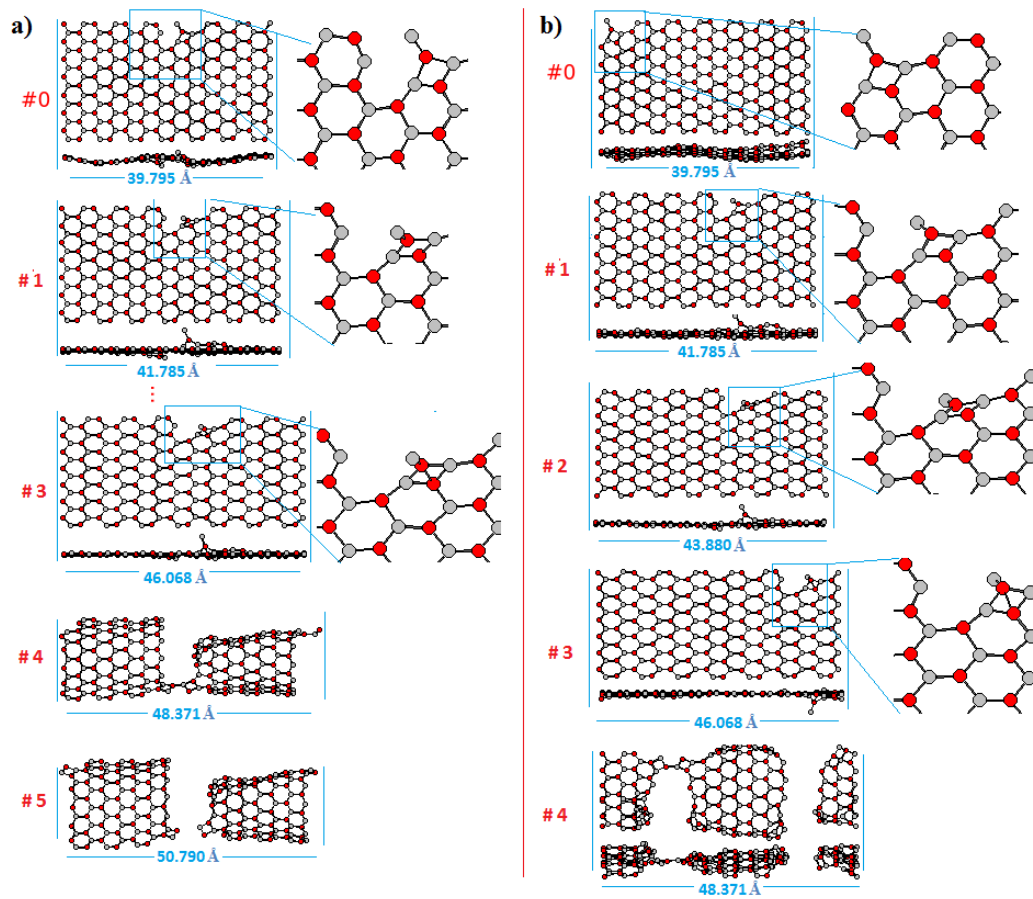 a)
#0
39.795 Å
#1
41.785 Å
#3
46.068 Å
#4
48.371 Å
#5
50.790 Å
b)
#0
39.795 Å
#1
41.785 Å
#2
43.880 Å
#3
46.068 Å
#4
48.371 Å